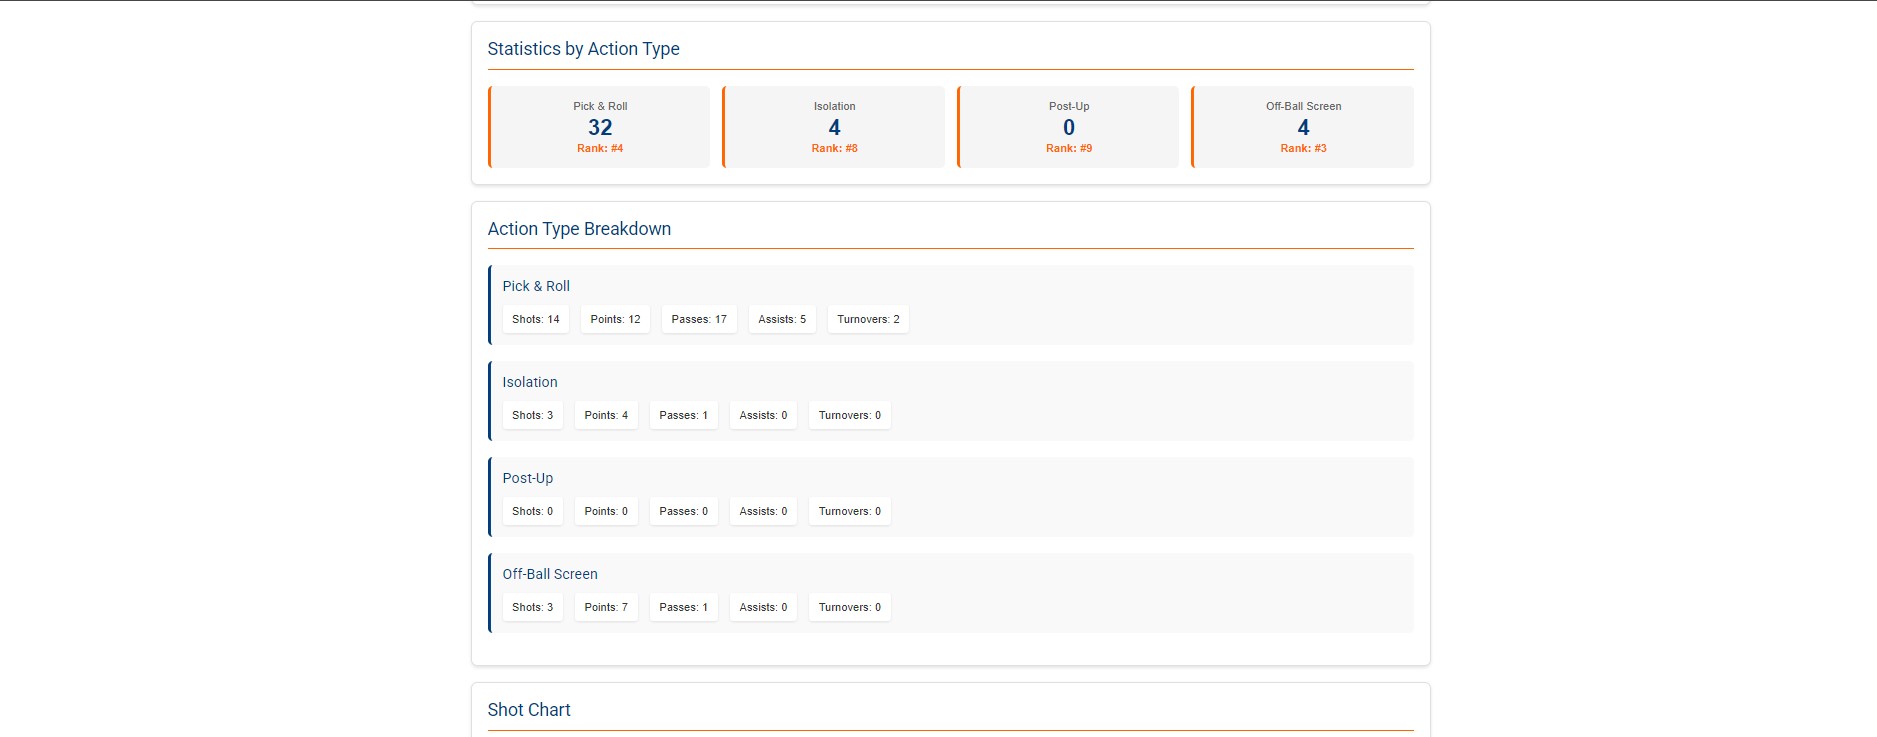 Statistics by Action Type
Pick & Roll
32
Rank: #4
Isolation
4
Rank: #8
Post-Up
0
Rank: #9
Off-Ball Screen
4
Rank: #3
Action Type Breakdown
Pick & Roll
Shots: 14 Points: 12 Passes: 17 Assists: 5 Turnovers: 2
Isolation
Shots: 3 Points: 4 Passes: 1 Assists: 0 Turnovers: 0
Post-Up
Shots: 0 Points: 0 Passes: 0 Assists: 0 Turnovers: 0
Off-Ball Screen
Shots: 3 Points: 7 Passes: 1 Assists: 0 Turnovers: 0
Shot Chart